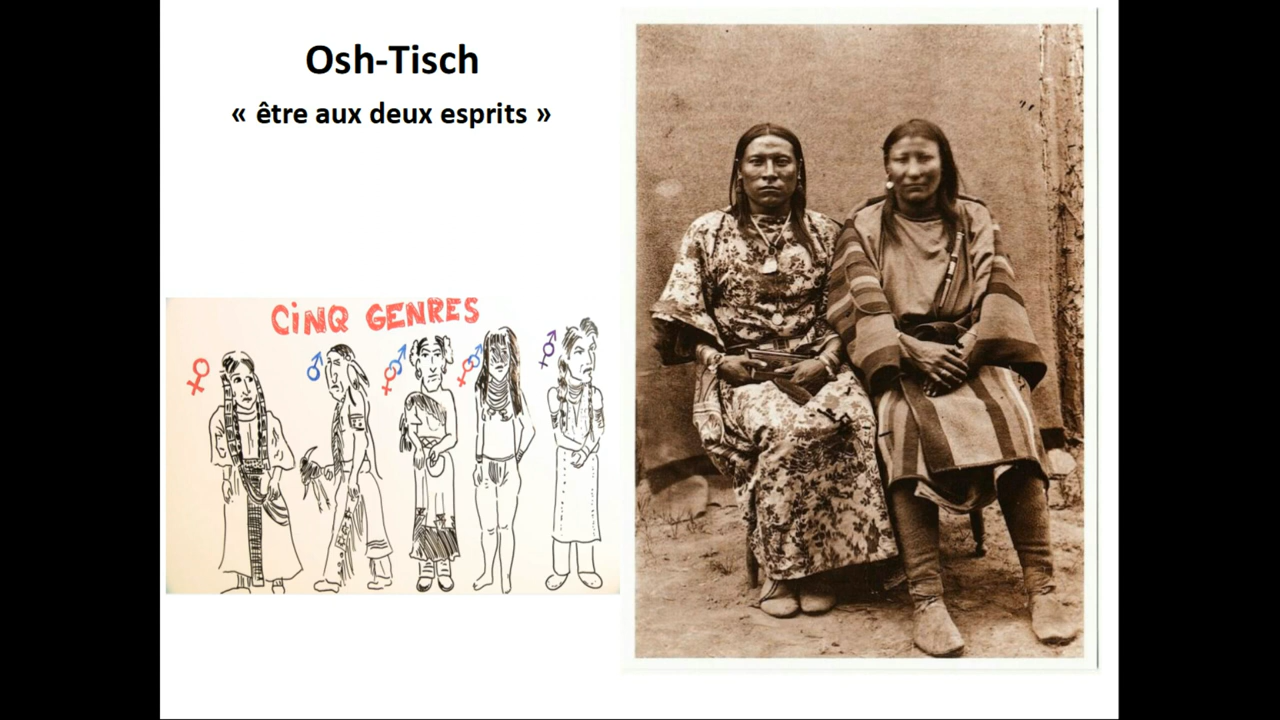 Osh-Tisch
« être aux deux esprits »
CiNQ GENRES